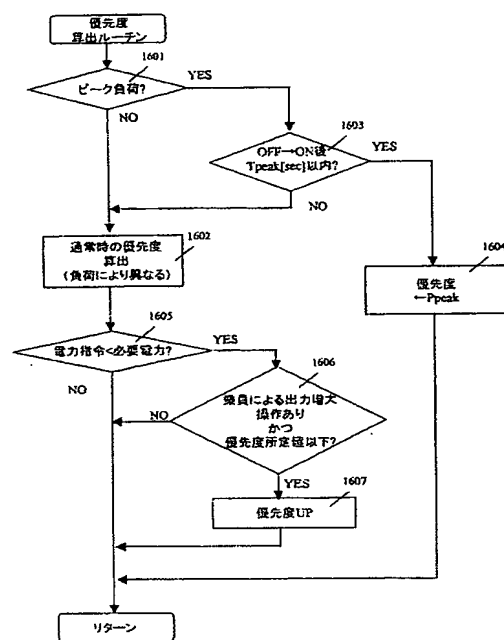 優先度
算出ルーチン
1601
ピーク負荷?
YES
NO
1603
OFF→ON後
Tpeak[sec]以内?
YES
NO
通常時の優先度
算出
(負荷により異なる)
1602
1604
優先度
←Ppeak
1605
電力指令<必要電力?
YES
NO
1606
乗員による出力増大
操作あり
かつ
優先度所定値以下?
NO
YES
1607
優先度UP
リターン